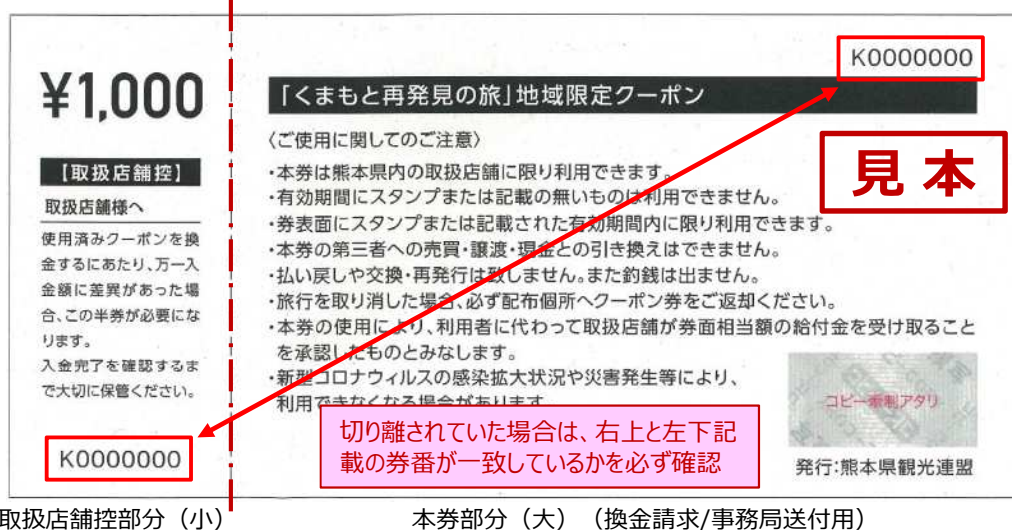 ¥1,000
【取扱店舗控】
取扱店舗様へ
使用済みクーポンを換
金するにあたり、万一入
金額に差異があった場
合、この半券が必要にな
ります。
入金完了を確認するま
で大切に保管ください。
K0000000
K0000000
「くまもと再発見の旅」地域限定クーポン
〈ご使用に関してのご注意〉
見本
・本券は熊本県内の取扱店舗に限り利用できます。
・有効期間にスタンプまたは記載の無いものは利用できません。
・券表面にスタンプまたは記載された有効期間内に限り利用できます。
・本券の第三者への売買・譲渡・現金との引き換えはできません。
・払い戻しや交換・再発行は致しません。また釣銭は出ません。
・旅行を取り消した場合、必ず配布個所へクーポン券をご返却ください。
・本券の使用により、利用者に代わって取扱店舗が券面相当額の給付金を受け取ること
を承認したものとみなします。
・新型コロナウィルスの感染拡大状況や災害発生等により、
利用できなくなる場合があります
切り離されていた場合は、右上と左下記
載の券番が一致しているかを必ず確認
コピー牽制アタリ
発行:熊本県観光連盟
取扱店舗控部分（小）
本券部分（大）（換金請求/事務局送付用）